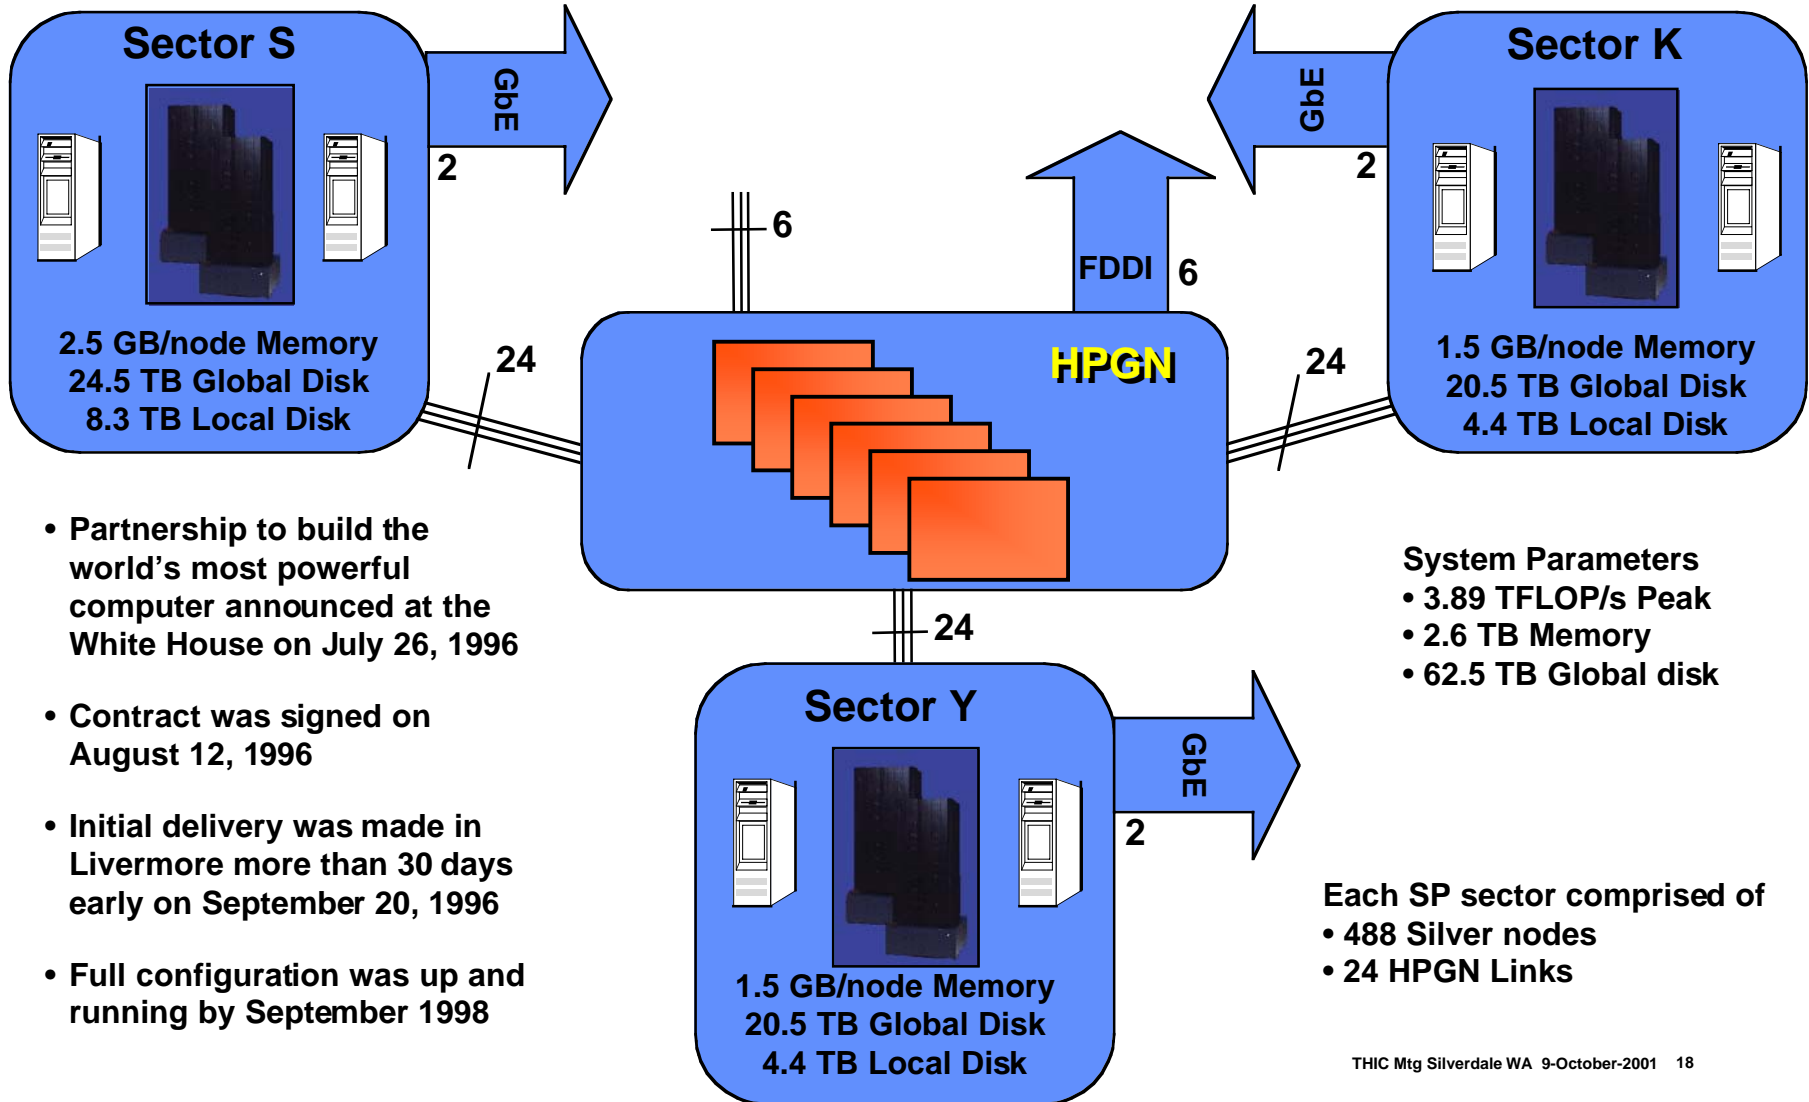 Sector S
GbE
2
2.5 GB/node Memory
24.5 TB Global Disk
8.3 TB Local Disk
24
6
FDDI
6
HPGN
Sector K
GbE
2
1.5 GB/node Memory
20.5 TB Global Disk
4.4 TB Local Disk
24
• Partnership to build the
world’s most powerful
computer announced at the
White House on July 26, 1996
• Contract was signed on
August 12, 1996
• Initial delivery was made in
Livermore more than 30 days
early on September 20, 1996
• Full configuration was up and
running by September 1998
24
Sector Y
GbE
2
1.5 GB/node Memory
20.5 TB Global Disk
4.4 TB Local Disk
System Parameters
• 3.89 TFLOP/s Peak
• 2.6 TB Memory
• 62.5 TB Global disk
Each SP sector comprised of
• 488 Silver nodes
• 24 HPGN Links
THIC Mtg Silverdale WA 9-October-2001 18